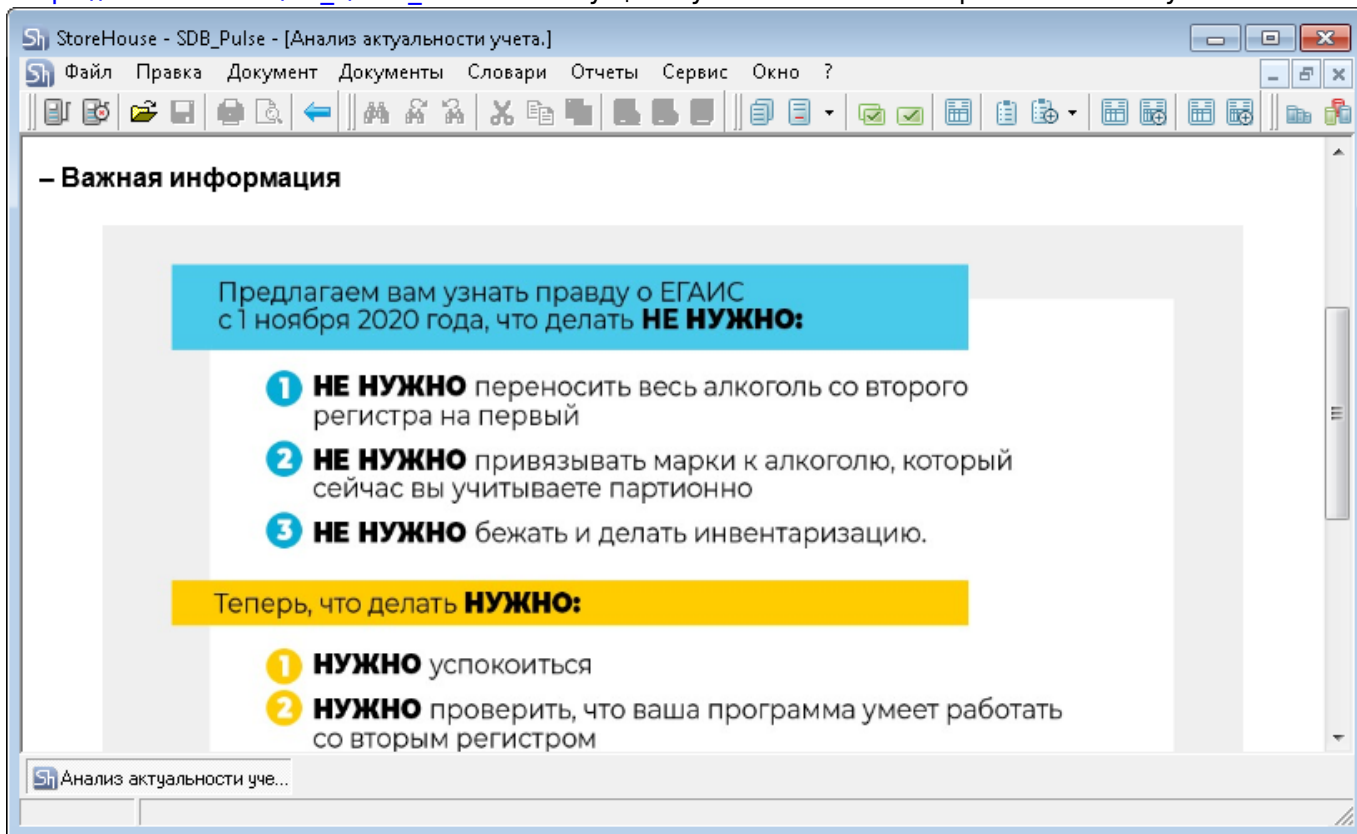 StoreHouse - SDB_Pulse - [Анализ актуальности учета.]
Файл Правка Документ Документы Словари Отчеты Сервис Окно ?
– Важная информация
Предлагаем вам узнать правду о ЕГАИС
с 1 ноября 2020 года, что делать НЕ НУЖНО:
1 НЕ НУЖНО переносить весь алкоголь со второго
регистра на первый
2 НЕ НУЖНО привязывать марки к алкоголю, который
сейчас вы учитываете партионно
3 НЕ НУЖНО бежать и делать инвентаризацию.
Теперь, что делать НУЖНО:
1 НУЖНО успокоиться
2 НУЖНО проверить, что ваша программа умеет работать
со вторым регистром
Sh Анализ актуальности уче...